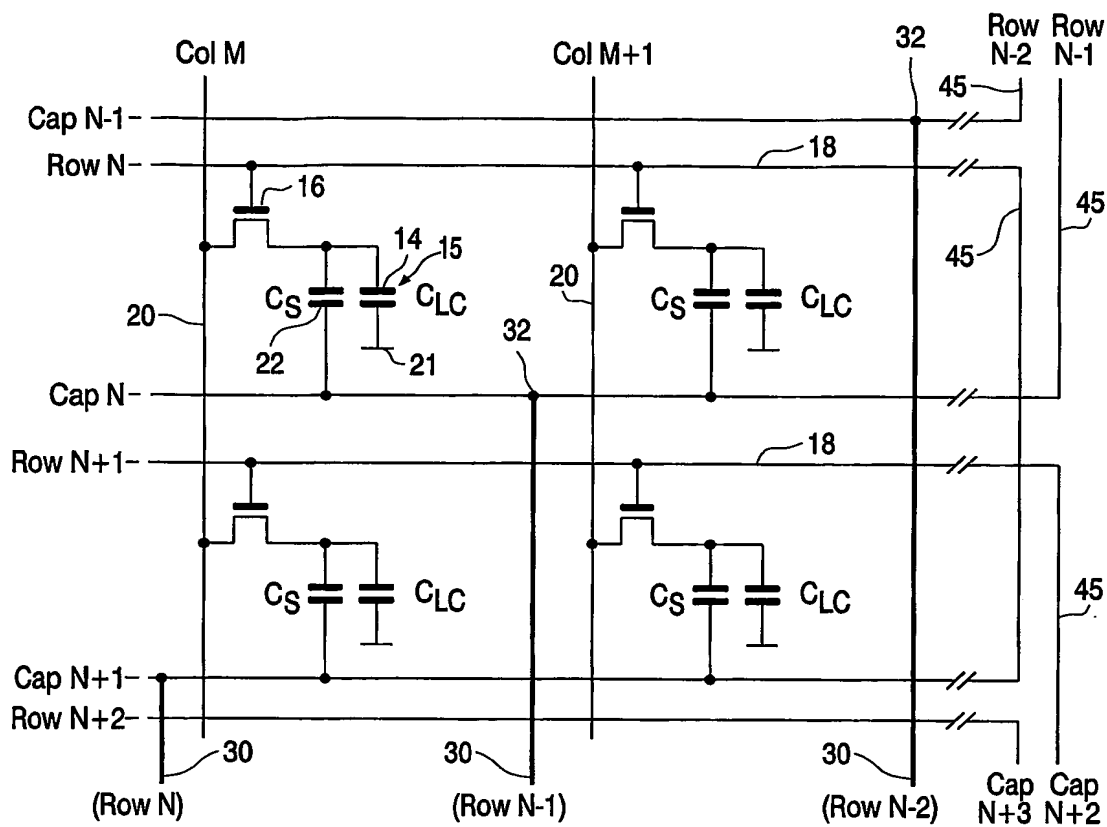 Col M
Col M+1
32
Row N-2
Row N-1
45
Cap N-1
Row N
18
16
45
45
14
15
20
CS
CLC
20
CS
CLC
22
21
32
Cap N
Row N+1
18
CS
CLC
CS
CLC
45
Cap N+1
Row N+2
30
30
30
(Row N)
(Row N-1)
(Row N-2)
Cap N+3
Cap N+2